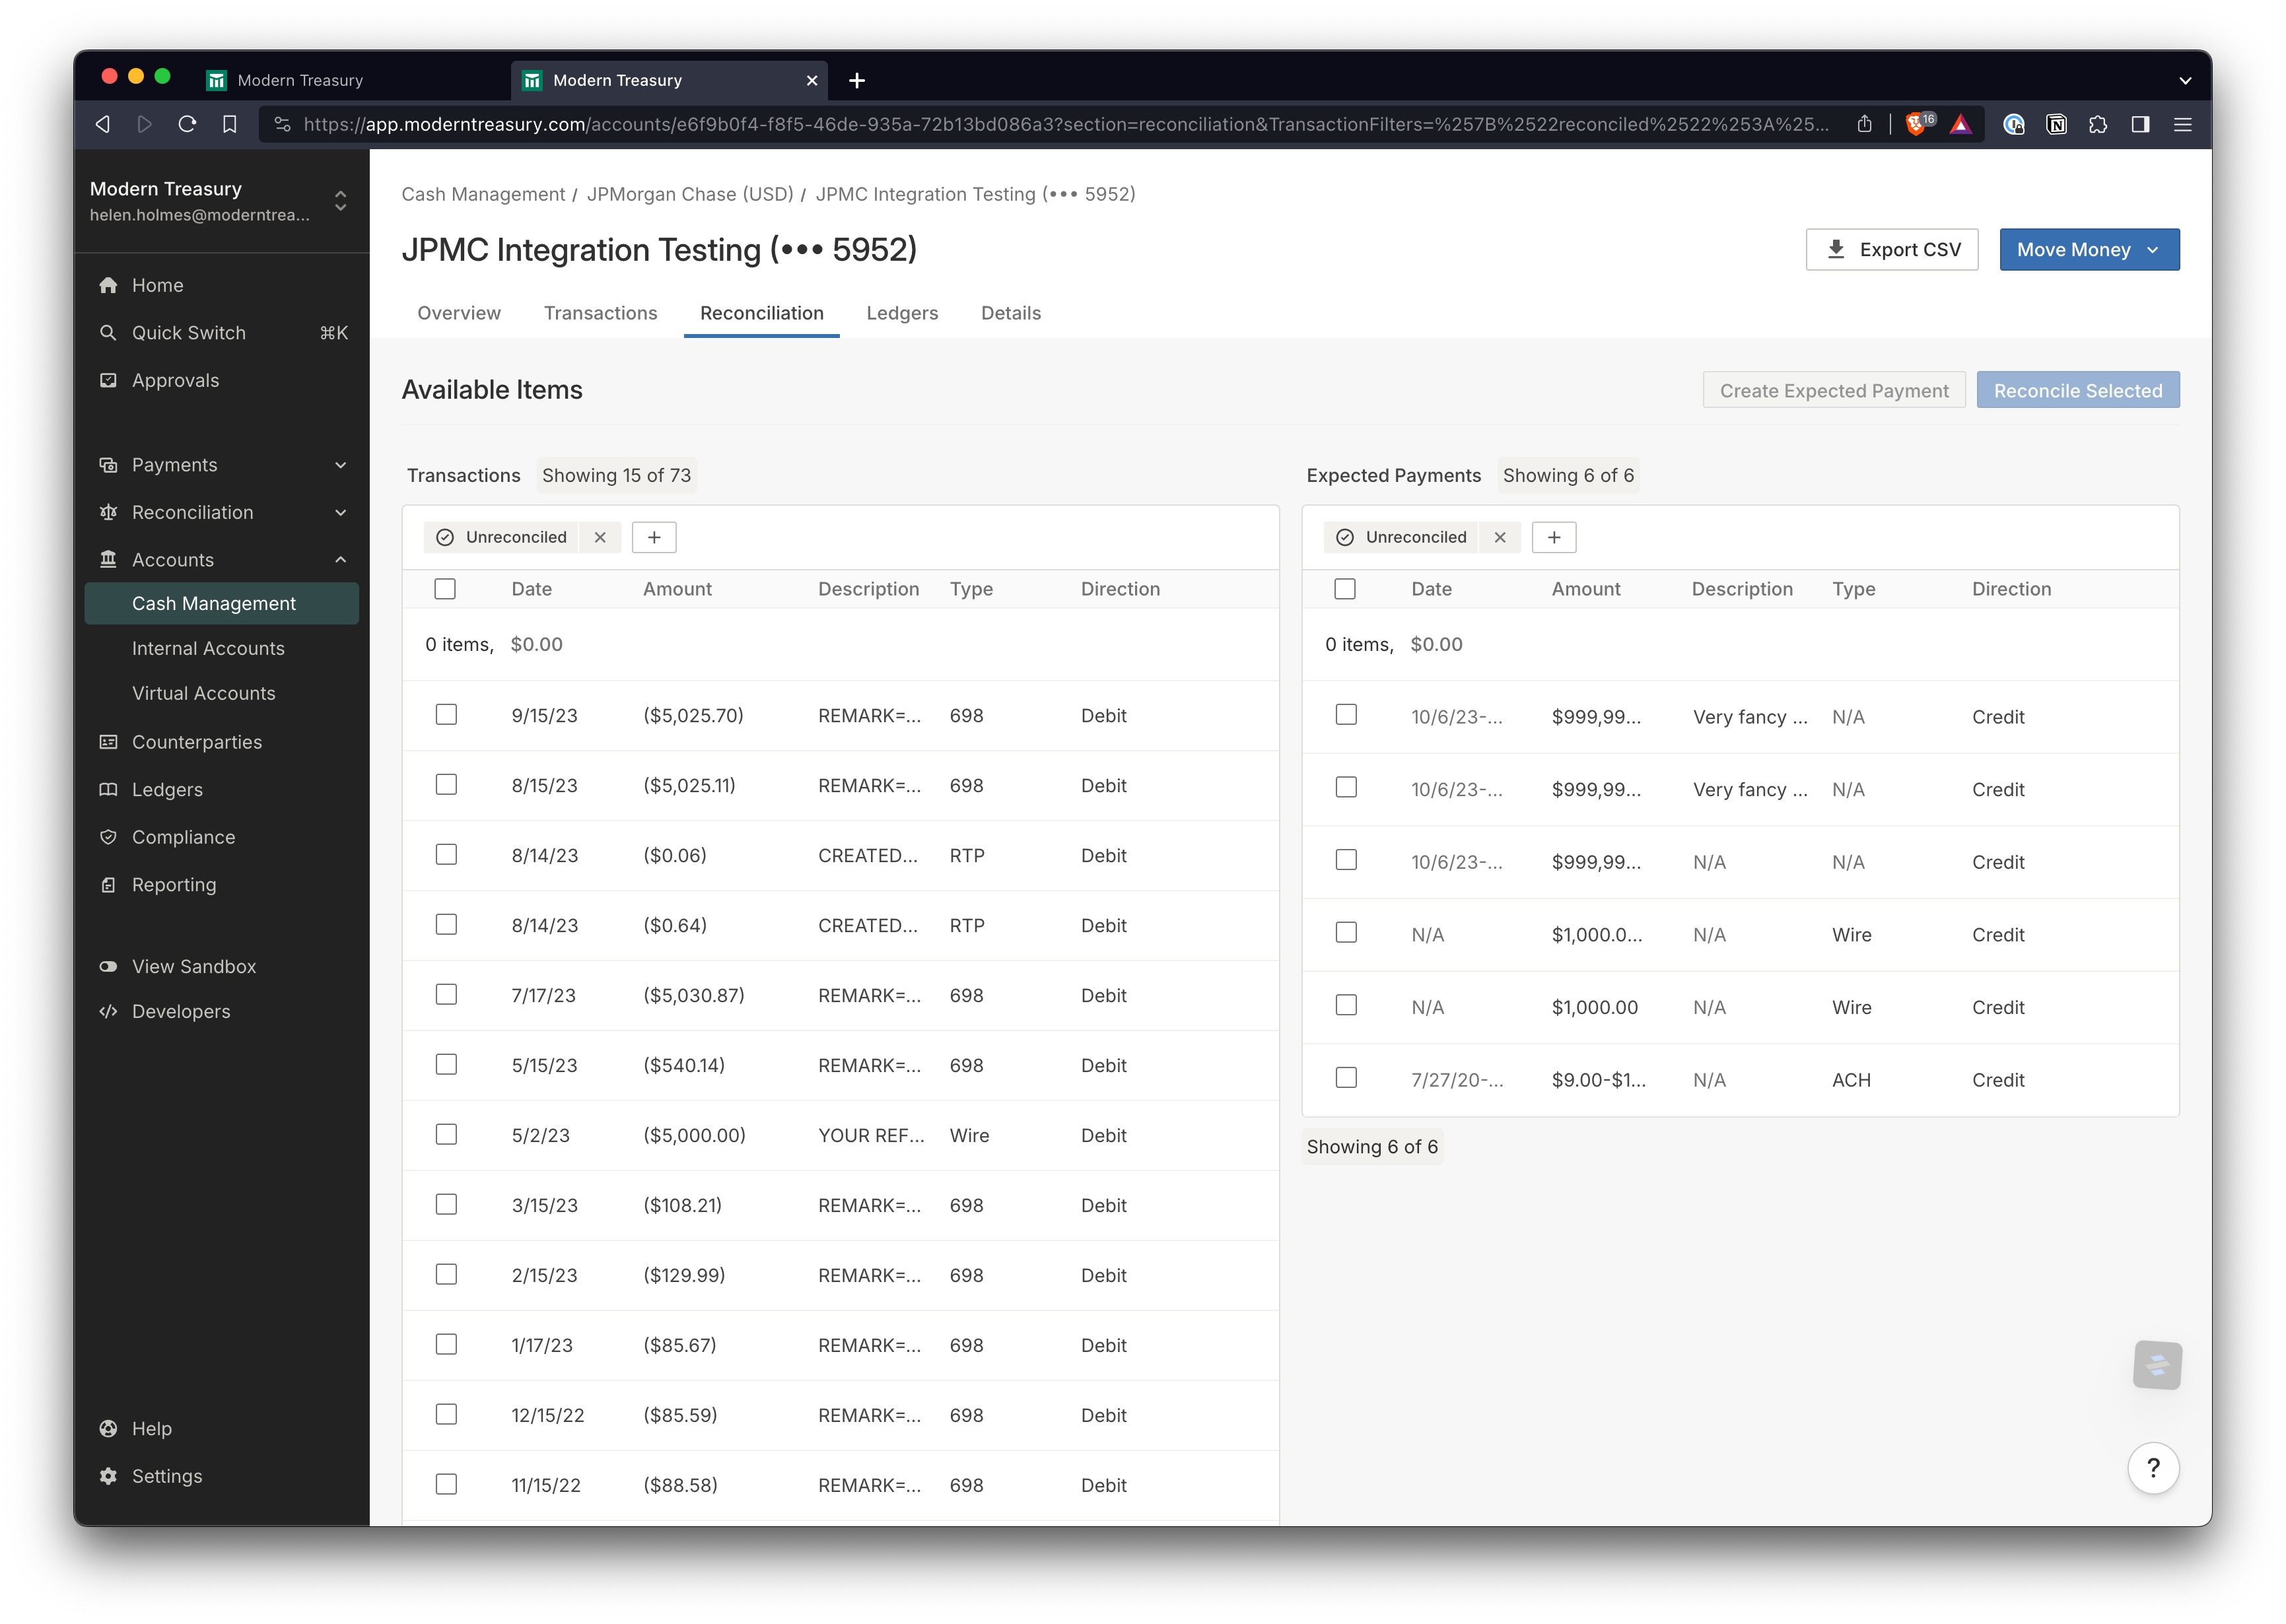 Modern Treasury
Modern Treasury
https://app.moderntreasury.com/accounts/e6f9b0f4-f8f5-46de-935a-72b13bd086a3?section=reconciliation&TransactionFilters=%257B%2522reconciled%2522%253A%25...
16
Modern Treasury
helen.holmes@moderntrea...
Home
Quick Switch ⌘K
Approvals
Payments
Reconciliation
Accounts
Cash Management
Internal Accounts
Virtual Accounts
Counterparties
Ledgers
Compliance
Reporting
View Sandbox
Developers
Help
Settings
Cash Management / JPMorgan Chase (USD) / JPMC Integration Testing (••• 5952)
JPMC Integration Testing (••• 5952)
Export CSV
Move Money
Overview Transactions Reconciliation Ledgers Details
Available Items
Create Expected Payment
Reconcile Selected
Transactions Showing 15 of 73
Unreconciled
Date Amount Description Type Direction
0 items, $0.00
9/15/23 ($5,025.70) REMARK=... 698 Debit
8/15/23 ($5,025.11) REMARK=... 698 Debit
8/14/23 ($0.06) CREATED... RTP Debit
8/14/23 ($0.64) CREATED... RTP Debit
7/17/23 ($5,030.87) REMARK=... 698 Debit
5/15/23 ($540.14) REMARK=... 698 Debit
5/2/23 ($5,000.00) YOUR REF... Wire Debit
3/15/23 ($108.21) REMARK=... 698 Debit
2/15/23 ($129.99) REMARK=... 698 Debit
1/17/23 ($85.67) REMARK=... 698 Debit
12/15/22 ($85.59) REMARK=... 698 Debit
11/15/22 ($88.58) REMARK=... 698 Debit
Expected Payments Showing 6 of 6
Unreconciled
Date Amount Description Type Direction
0 items, $0.00
10/6/23-... $999,99... Very fancy ... N/A Credit
10/6/23-... $999,99... Very fancy ... N/A Credit
10/6/23-... $999,99... N/A N/A Credit
N/A $1,000.0... N/A Wire Credit
N/A $1,000.00 N/A Wire Credit
7/27/20-... $9.00-$1... N/A ACH Credit
Showing 6 of 6
?